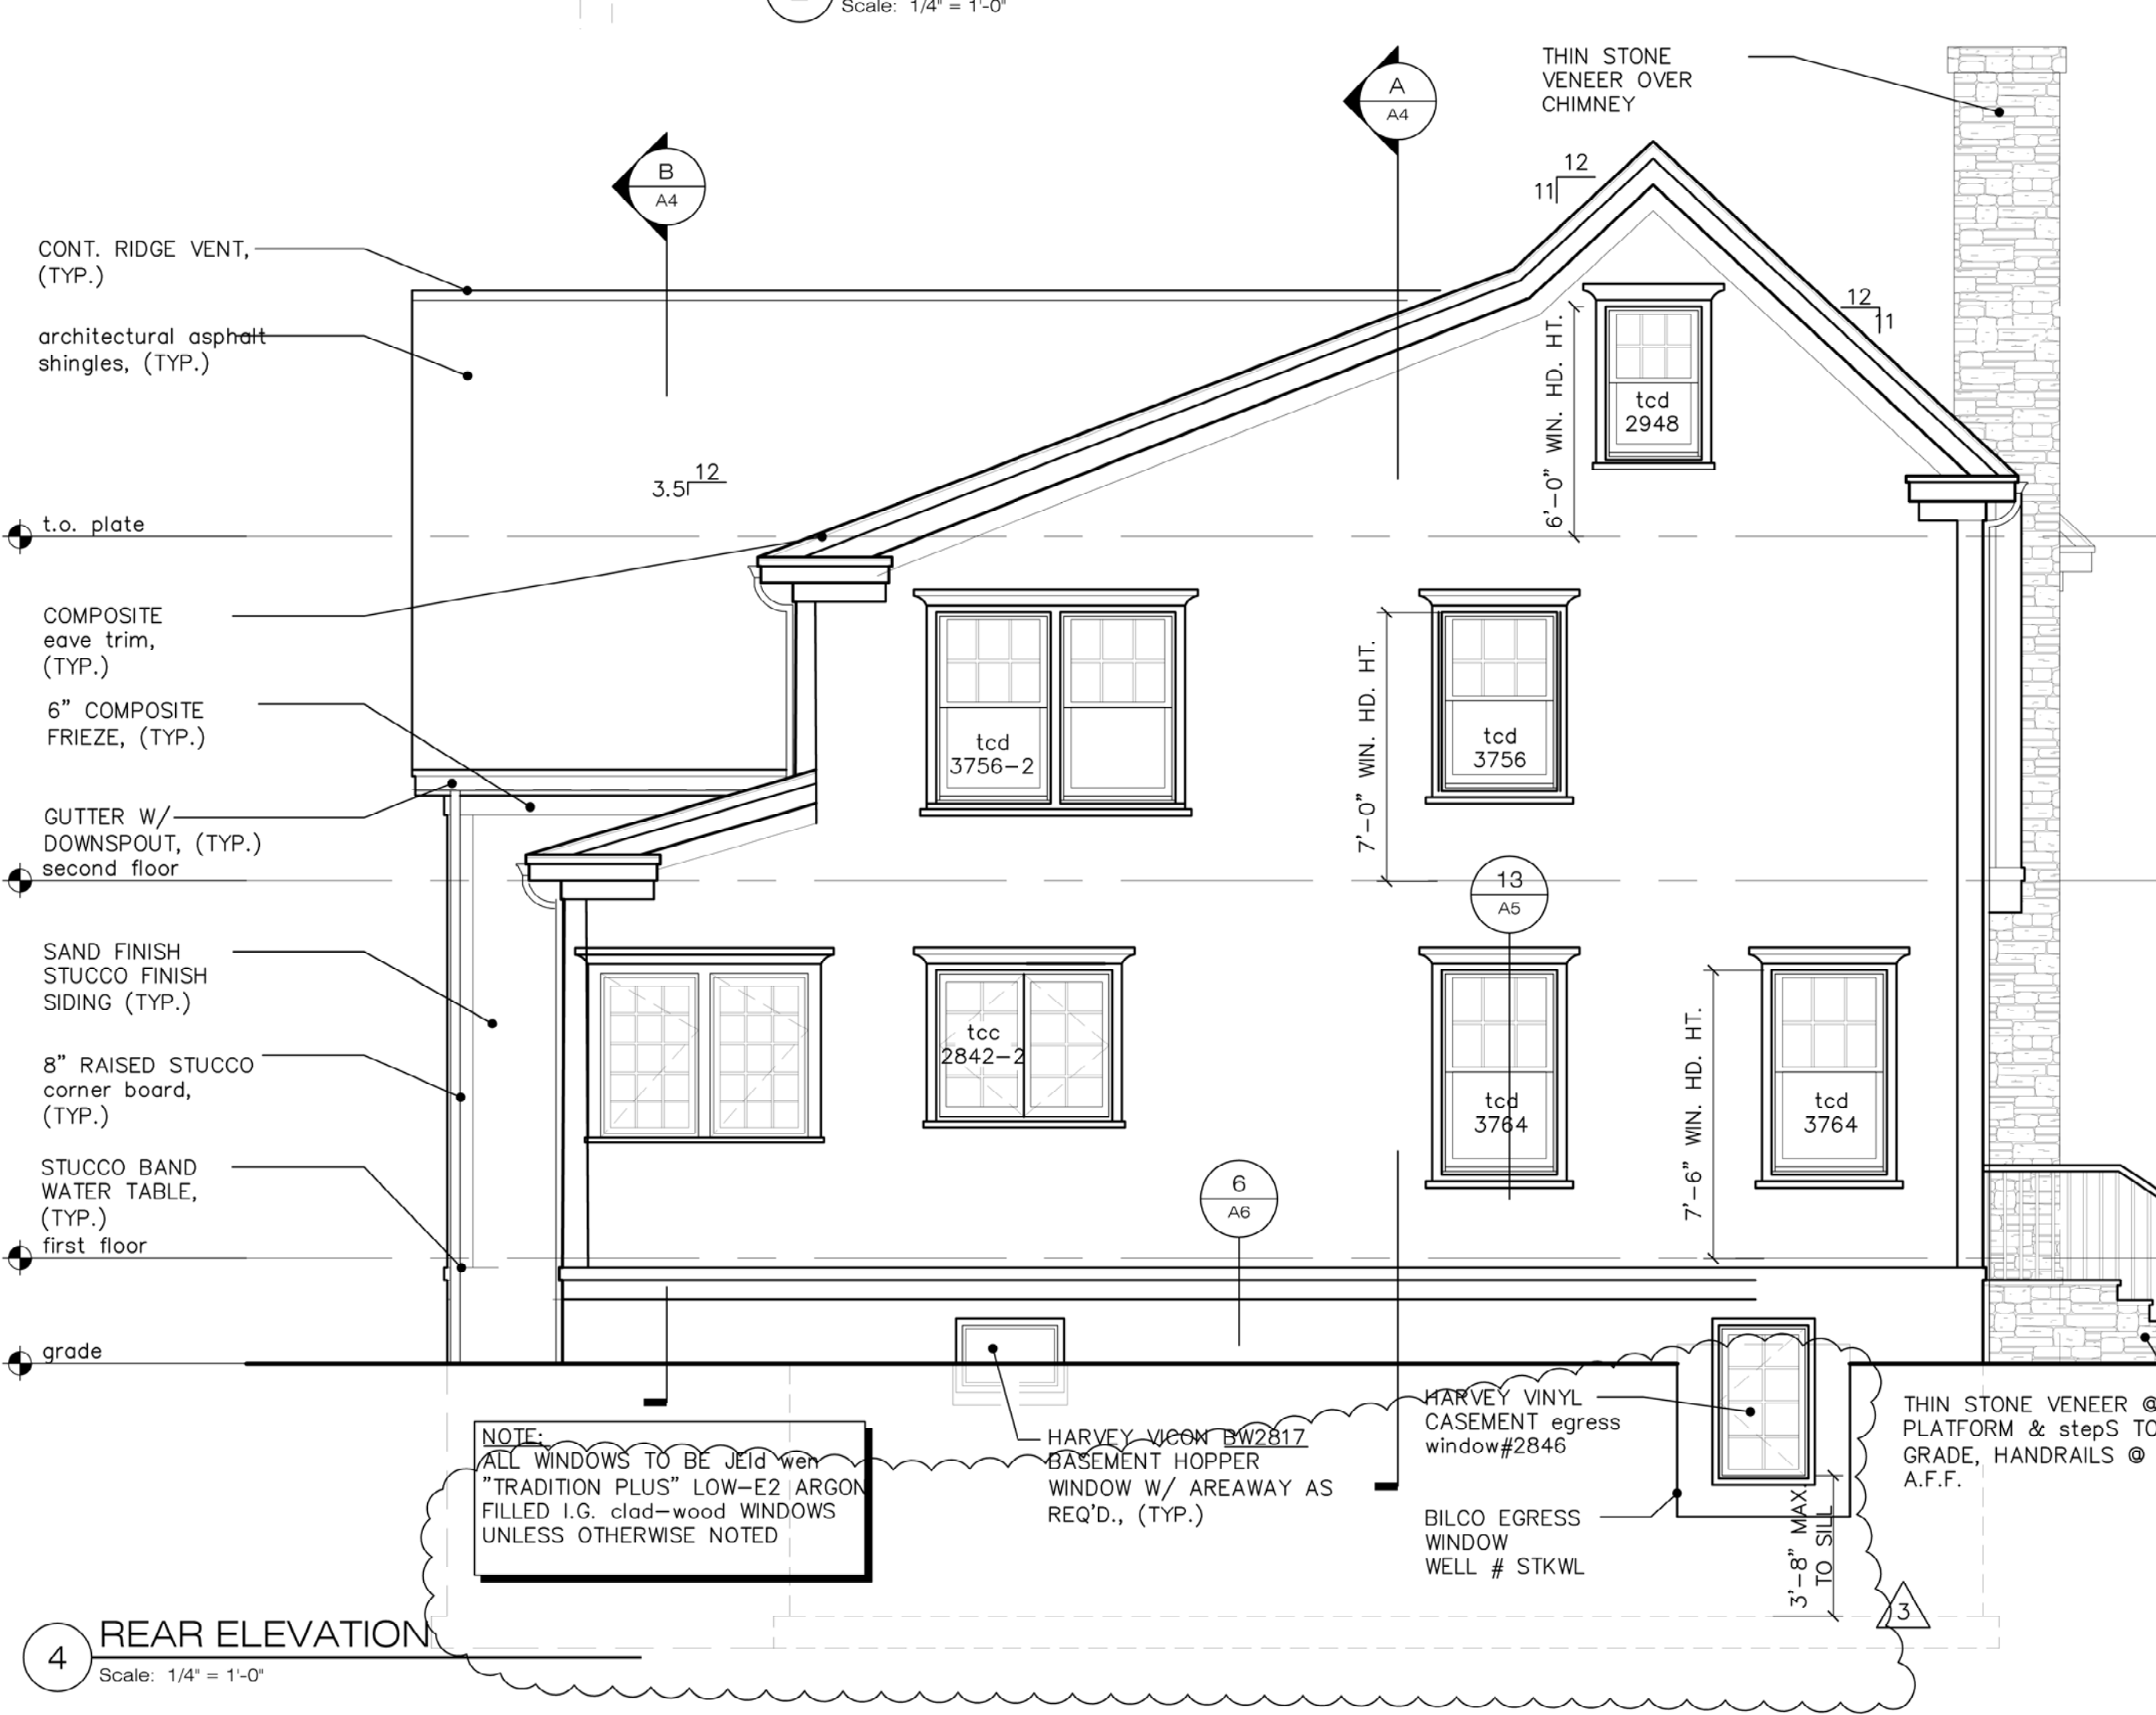 Scale: 1/4" = 1'-0"
THIN STONE
VENEER OVER
CHIMNEY
A
A4
B
A4
12
11
CONT. RIDGE VENT,
(TYP.)
architectural asphalt
shingles, (TYP.)
12
11
6'-0" WIN. HD. HT.
tcd
2948
12
3.5
t.o. plate
COMPOSITE
eave trim,
(TYP.)
6" COMPOSITE
FRIEZE, (TYP.)
7'-0" WIN. HD. HT.
tcd
3756-2
tcd
3756
GUTTER W/
DOWNSPOUT, (TYP.)
second floor
13
A5
SAND FINISH
STUCCO FINISH
SIDING (TYP.)
tcc
2842-2
8" RAISED STUCCO
corner board,
(TYP.)
tcd
3764
7'-6" WIN. HD. HT.
tcd
3764
STUCCO BAND
WATER TABLE,
(TYP.)
6
A6
first floor
grade
NOTE:
ALL WINDOWS TO BE JEld wen
"TRADITION PLUS" LOW-E2 ARGON
FILLED I.G. clad-wood WINDOWS
UNLESS OTHERWISE NOTED
HARVEY VICON BW2817
BASEMENT HOPPER
WINDOW W/ AREAWAY AS
REQ'D., (TYP.)
HARVEY VINYL
CASEMENT egress
window#2846
BILCO EGRESS
WINDOW
WELL # STKWL
3'-8" MAX.
TO SILL
THIN STONE VENEER @
PLATFORM & stepS TO
GRADE, HANDRAILS @
A.F.F.
3
4
REAR ELEVATION
Scale: 1/4" = 1'-0"